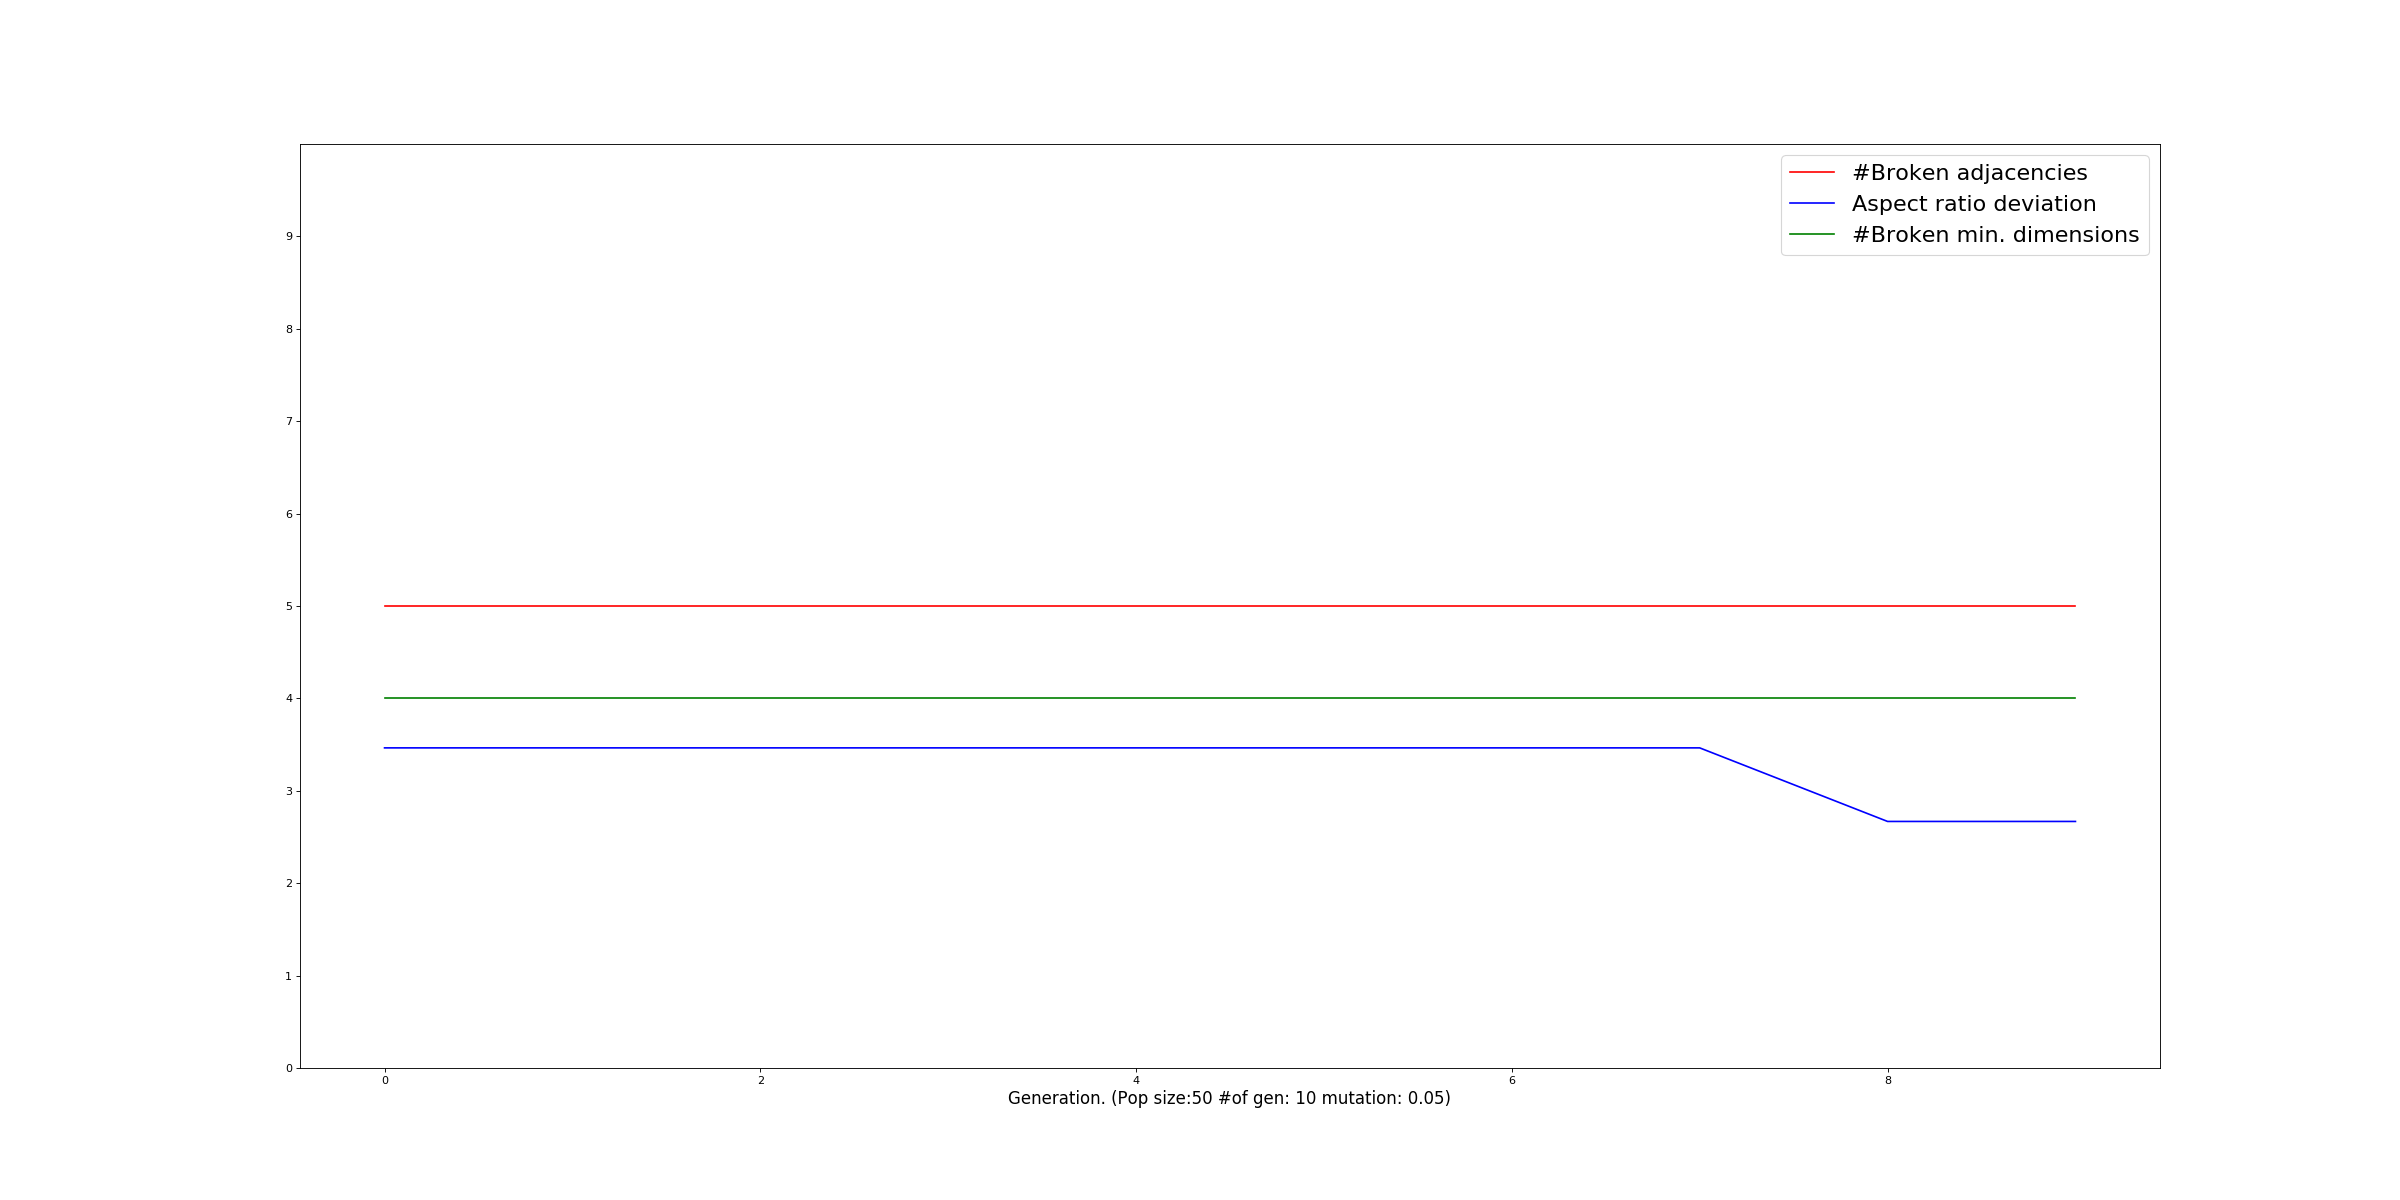 #Broken adjacencies
Aspect ratio deviation
#Broken min. dimensions
9
8
7
6
5
4
3
2
1
0
0 2 4 6 8
Generation. (Pop size:50 #of gen: 10 mutation: 0.05)